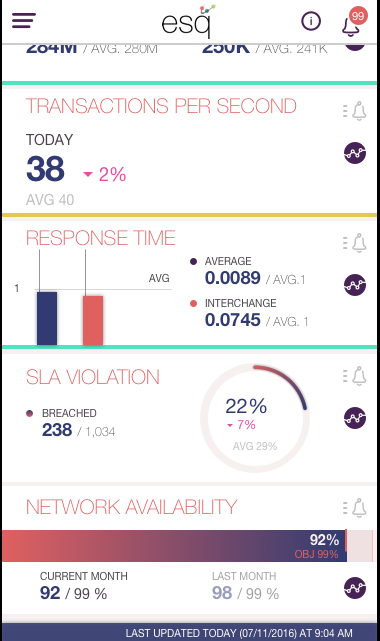 esq
i
99
284M / AVG. 280M
250K / AVG. 241K
TRANSACTIONS PER SECOND
TODAY
38 2%
AVG 40
RESPONSE TIME
AVG
1
AVERAGE
0.0089 / AVG.1
INTERCHANGE
0.0745 / AVG. 1
SLA VIOLATION
BREACHED
238 / 1,034
22%
7%
AVG 29%
NETWORK AVAILABILITY
92%
OBJ 99%
CURRENT MONTH
92 / 99 %
LAST MONTH
98 / 99 %
LAST UPDATED TODAY (07/11/2016) AT 9:04 AM